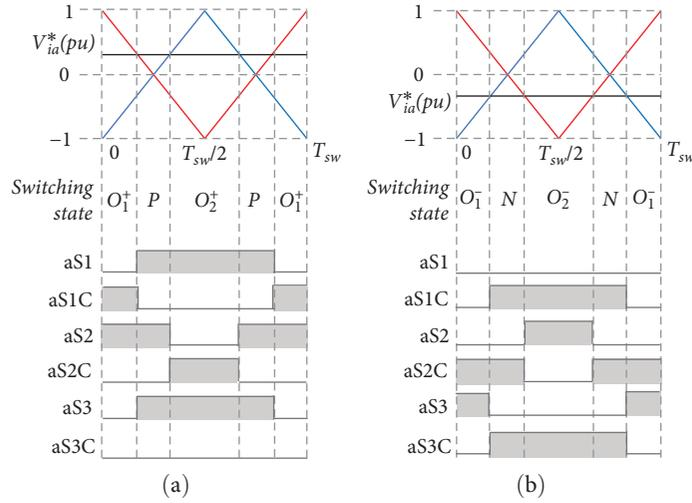 1
V*ia(pu)
0
−1
0 Tsw/2 Tsw
Switching state O1+ P O2+ P O1+
aS1
aS1C
aS2
aS2C
aS3
aS3C
(a)
1
0
V*ia(pu)
−1
0 Tsw/2 Tsw
Switching state O1− N O2− N O1−
aS1
aS1C
aS2
aS2C
aS3
aS3C
(b)